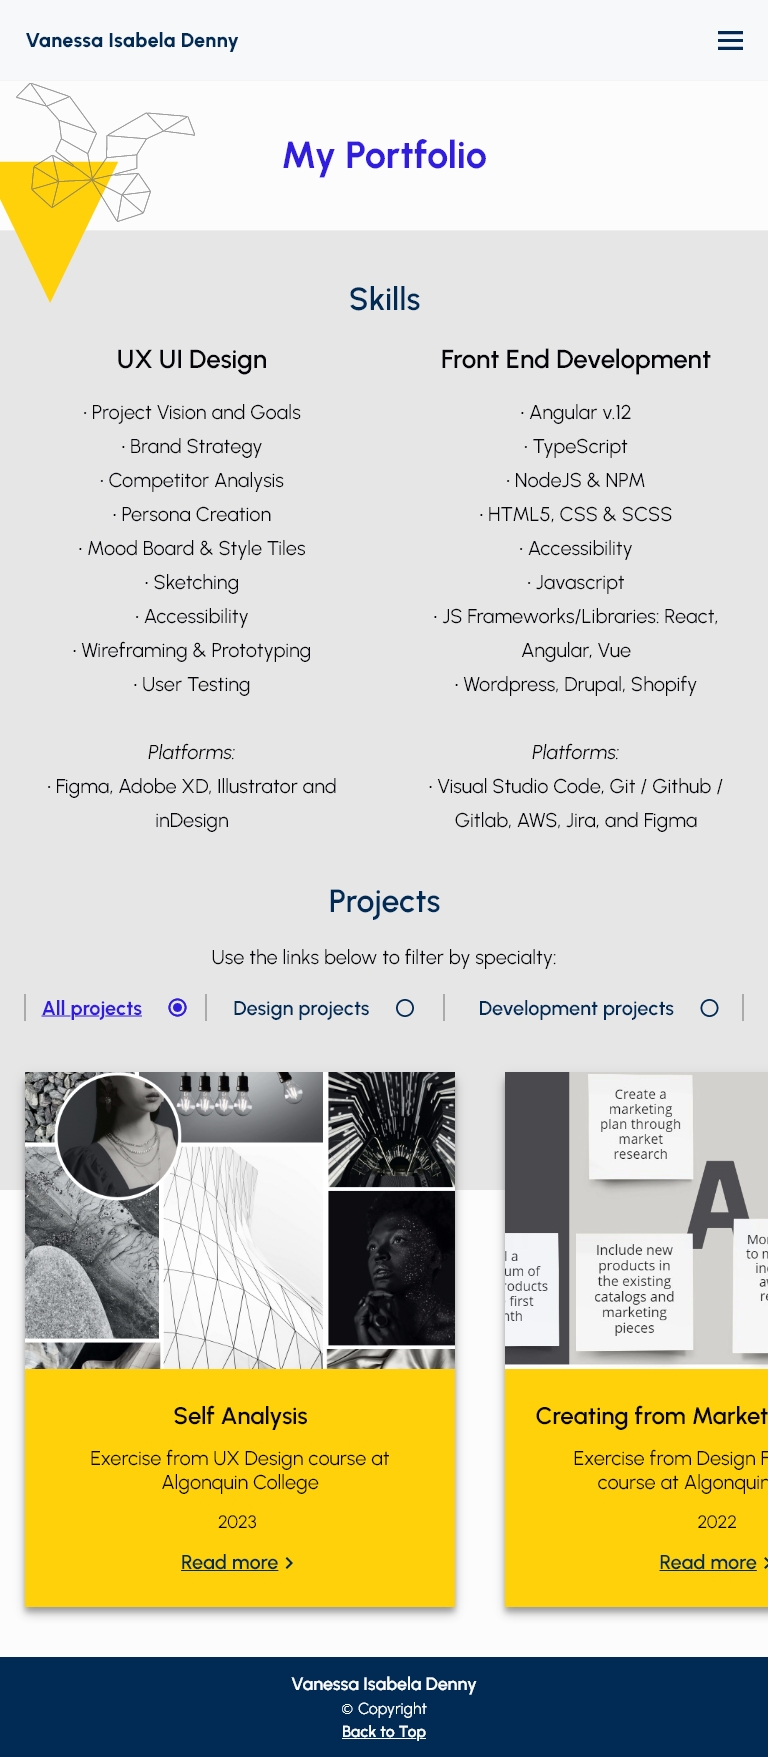 Vanessa Isabela Denny
My Portfolio
Skills
UX UI Design
· Project Vision and Goals
· Brand Strategy
· Competitor Analysis
· Persona Creation
· Mood Board & Style Tiles
· Sketching
· Accessibility
· Wireframing & Prototyping
· User Testing
Platforms:
· Figma, Adobe XD, Illustrator and
inDesign
Front End Development
· Angular v.12
· TypeScript
· NodeJS & NPM
· HTML5, CSS & SCSS
· Accessibility
· Javascript
· JS Frameworks/Libraries: React,
Angular, Vue
· Wordpress, Drupal, Shopify
Platforms:
· Visual Studio Code, Git / Github /
Gitlab, AWS, Jira, and Figma
Projects
Use the links below to filter by specialty:
All projects
Design projects
Development projects
Self Analysis
Exercise from UX Design course at
Algonquin College
2023
Read more
Create a
marketing
plan through
market
research
A
a
of
first
Include new
products in
the existing
catalogs and
marketing
pieces
to
Creating from Market
Exercise from Design
course at Algonquin
2022
Read more
Vanessa Isabela Denny
© Copyright
Back to Top